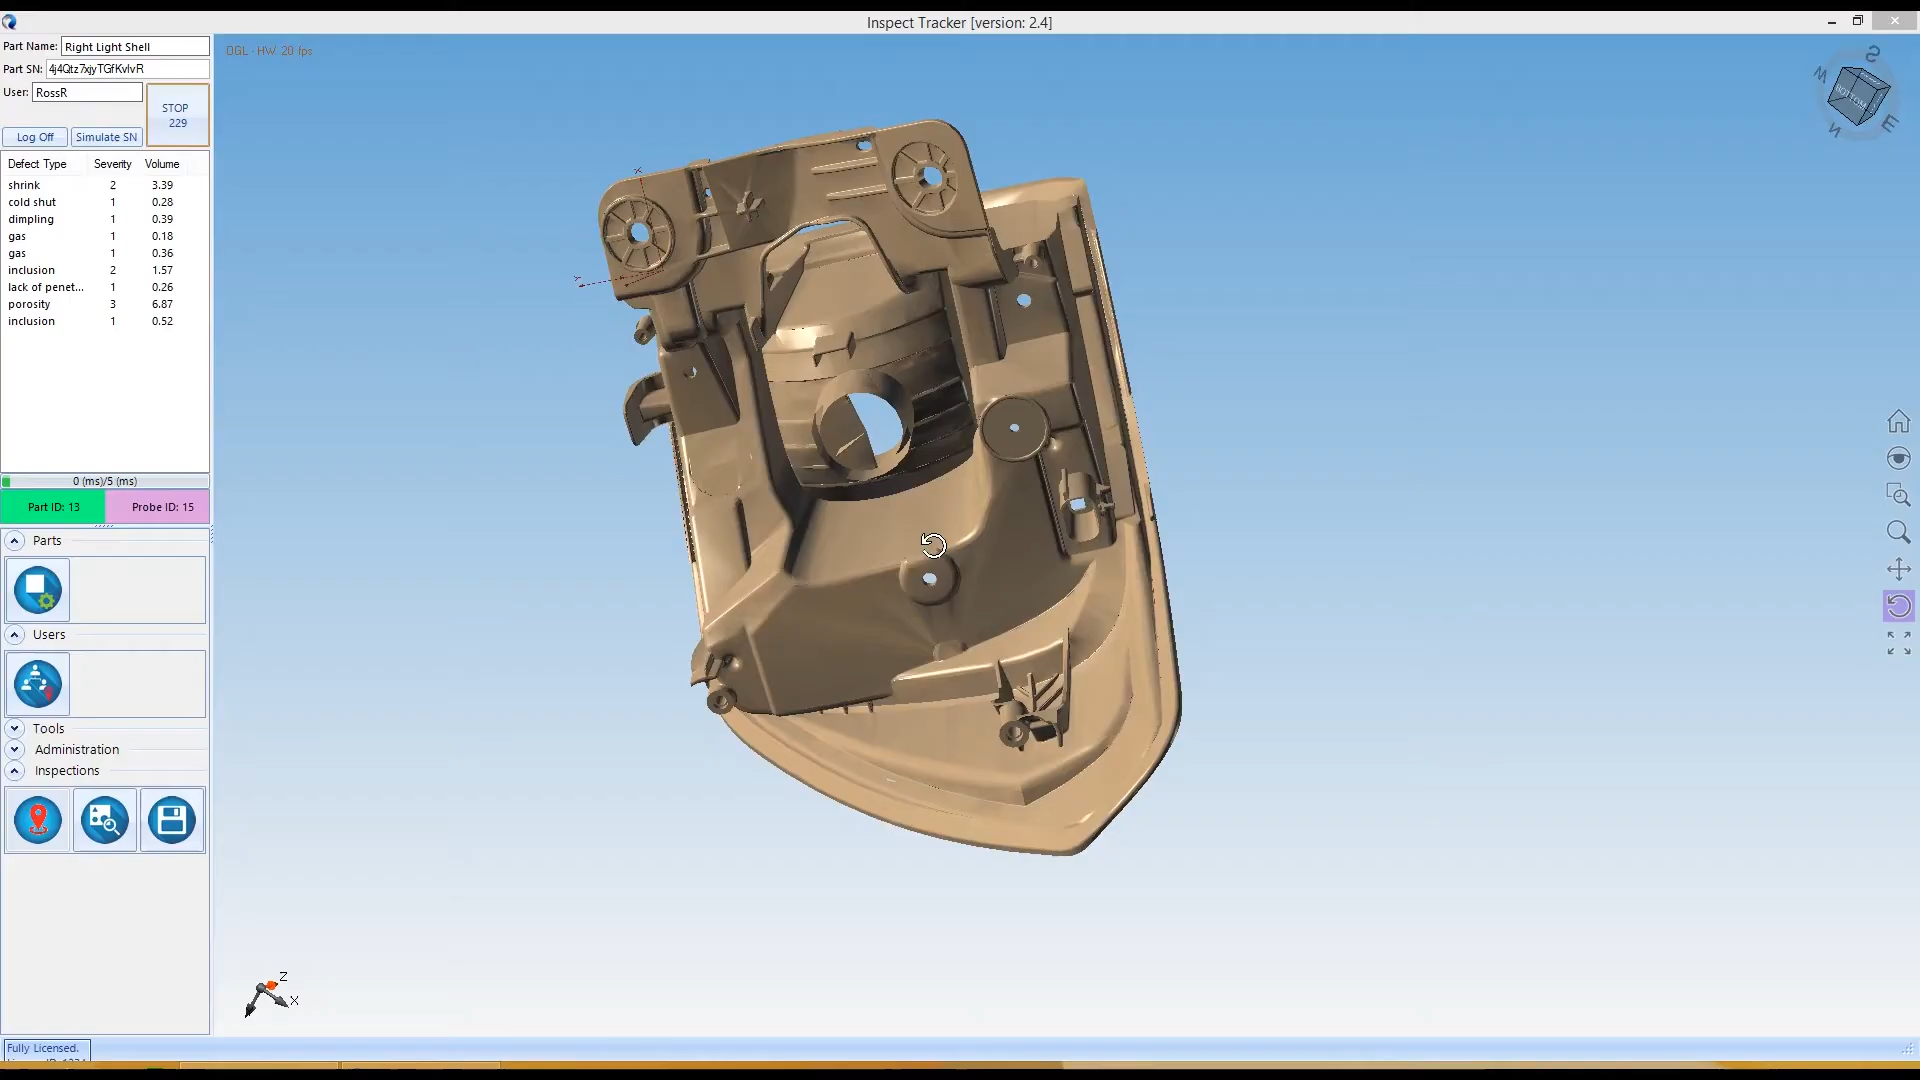 Inspect Tracker [version: 2.4]
Part Name: Right Light Shell
Part SN: 4j4Qtz7xjyTGfKvIvR
User: RossR
STOP
229
Log Off Simulate SN
Defect Type Severity Volume
shrink 2 3.39
cold shut 1 0.28
dimpling 1 0.39
gas 1 0.18
gas 1 0.36
inclusion 2 1.57
lack of penet... 1 0.26
porosity 3 6.87
inclusion 1 0.52
0 (ms)/5 (ms)
Part ID: 13 Probe ID: 15
Parts
Users
Tools
Administration
Inspections
Fully Licensed.
OGL - HW. 20 fps
S
W
BOTTOM
N
E
X
Y
Z
X